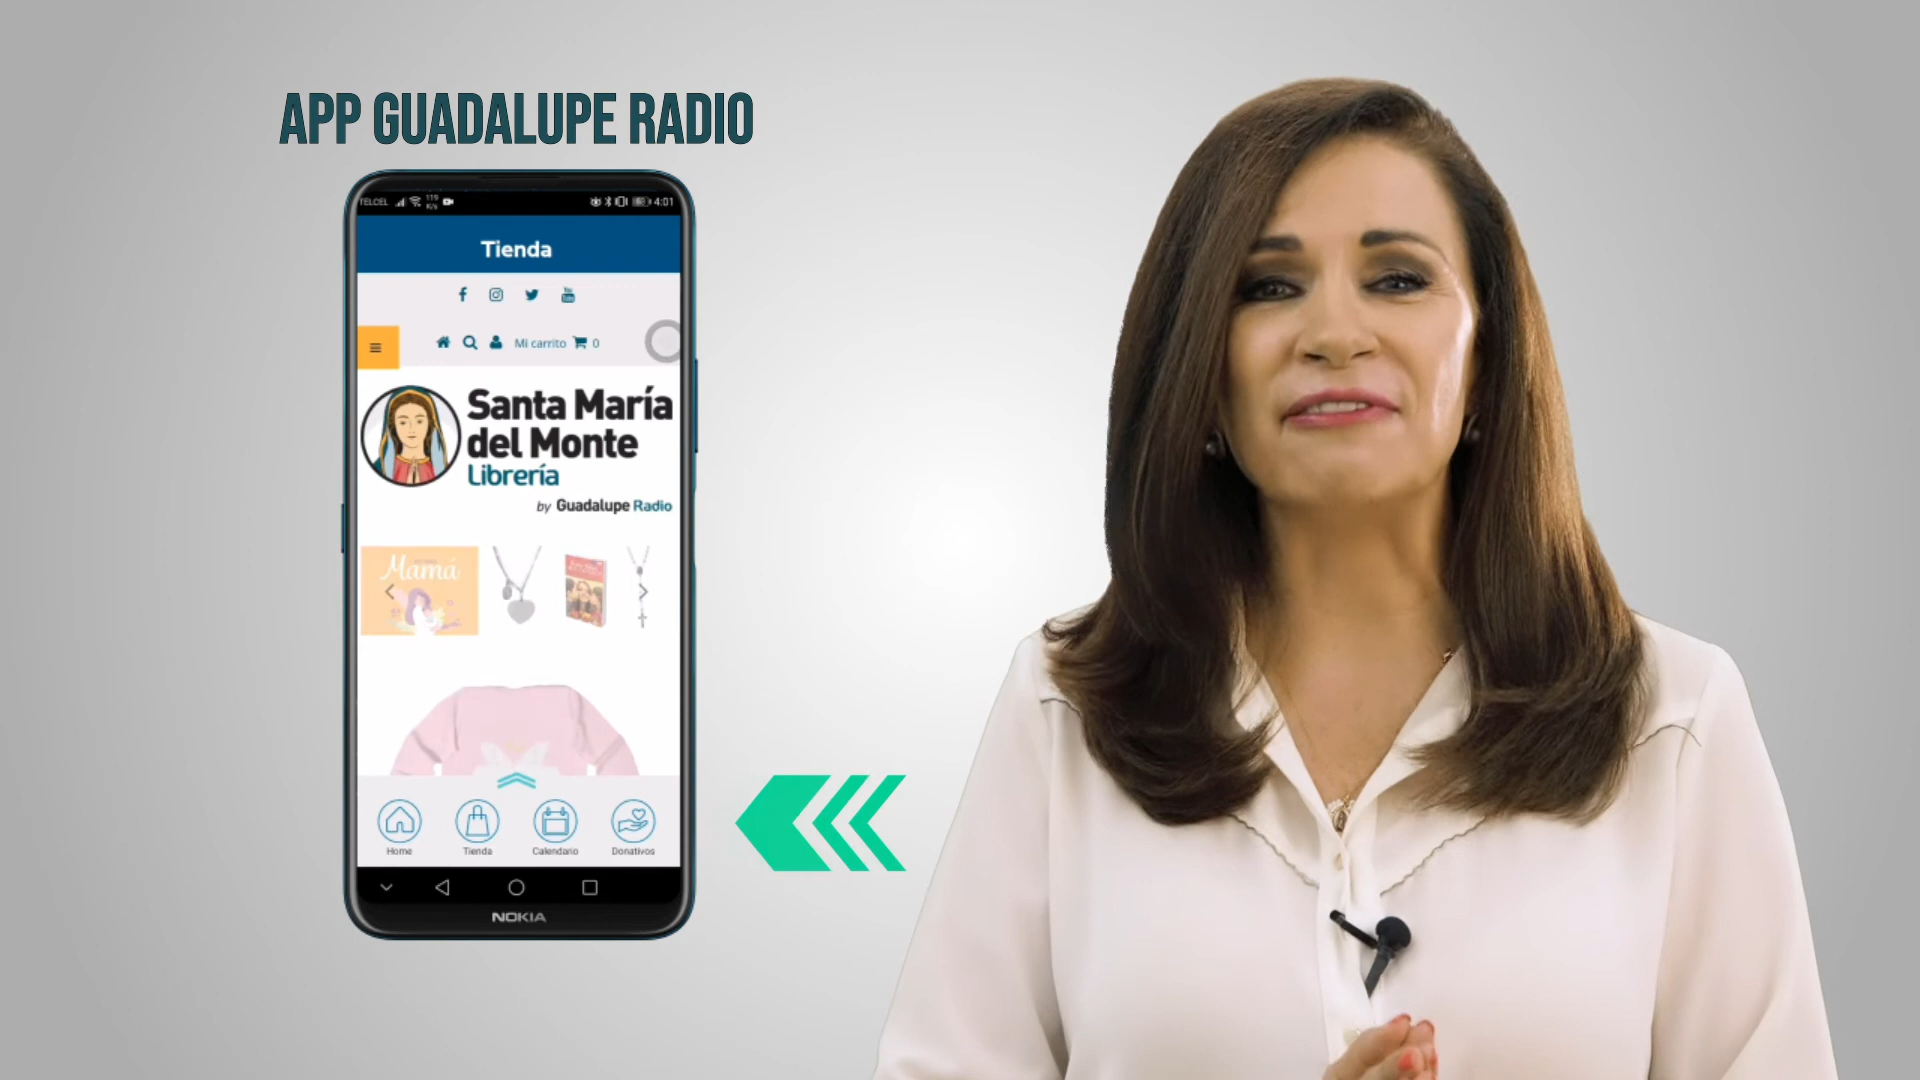 APP GUADALUPE RADIO
TELCEL 119 K/s 4:01
Tienda
Mi carrito 0
Santa María
del Monte
Librería
by Guadalupe Radio
Mamá
Home Tienda Calendario Donativos
NOKIA